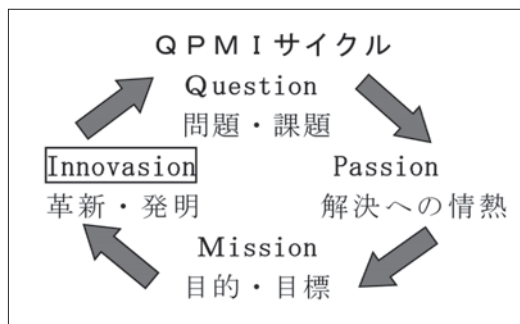 QPMIサイクル
Question
問題・課題
Innovasion
革新・発明
Passion
解決への情熱
Mission
目的・目標